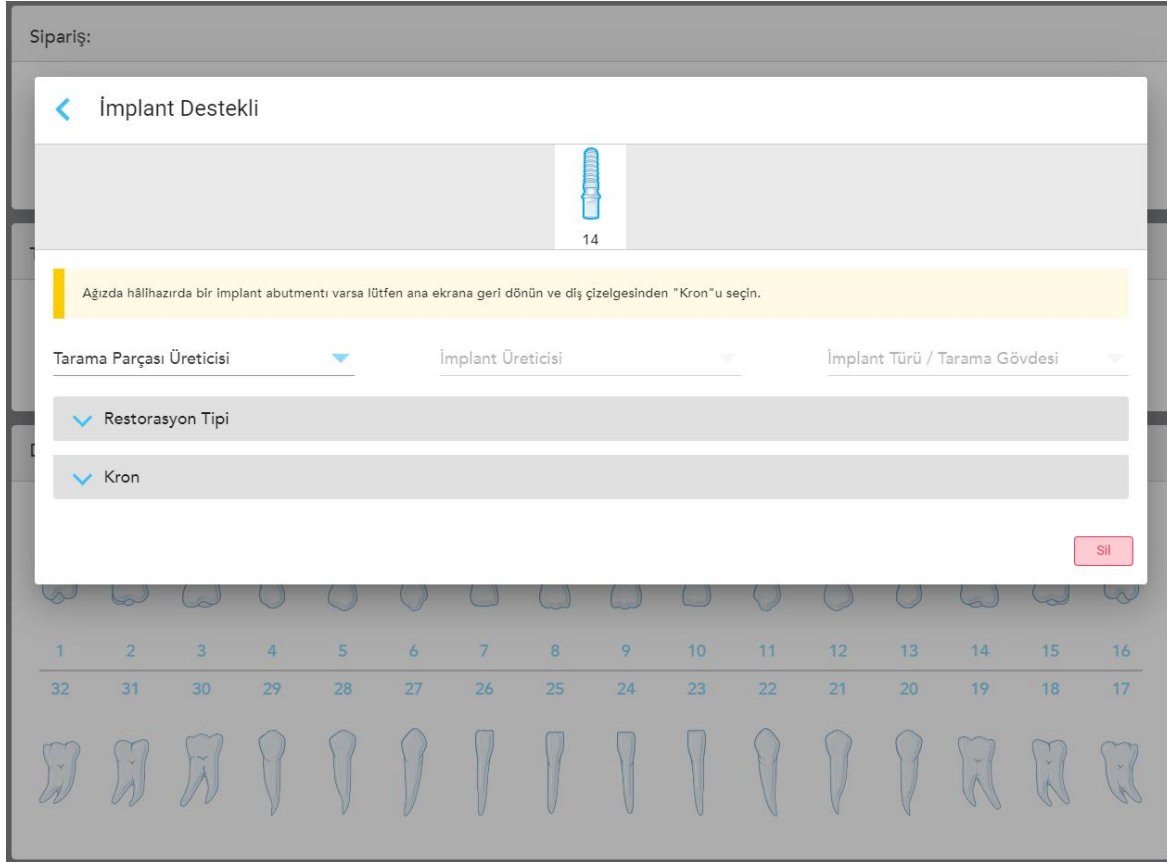 Sipariş:
İmplant Destekli
14
Ağızda hâlihazırda bir implant abutmentı varsa lütfen ana ekrana geri dönün ve diş çizelgesinden "Kron"u seçin.
Tarama Parçası Üreticisi İmplant Üreticisi İmplant Türü / Tarama Gövdesi
Restorasyon Tipi
Kron
Sil
1 2 3 4 5 6 7 8 9 10 11 12 13 14 15 16
32 31 30 29 28 27 26 25 24 23 22 21 20 19 18 17